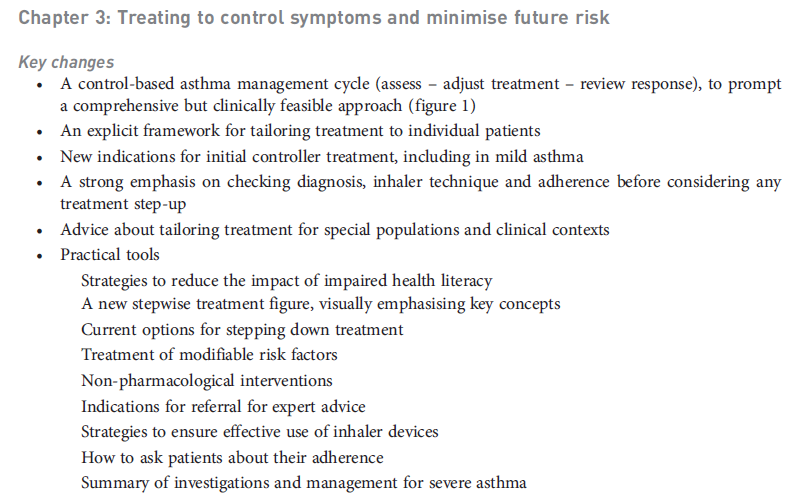 Chapter 3: Treating to control symptoms and minimise future risk
Key changes
• A control-based asthma management cycle (assess – adjust treatment – review response), to prompt
a comprehensive but clinically feasible approach (figure 1)
• An explicit framework for tailoring treatment to individual patients
• New indications for initial controller treatment, including in mild asthma
• A strong emphasis on checking diagnosis, inhaler technique and adherence before considering any
treatment step-up
• Advice about tailoring treatment for special populations and clinical contexts
• Practical tools
Strategies to reduce the impact of impaired health literacy
A new stepwise treatment figure, visually emphasising key concepts
Current options for stepping down treatment
Treatment of modifiable risk factors
Non-pharmacological interventions
Indications for referral for expert advice
Strategies to ensure effective use of inhaler devices
How to ask patients about their adherence
Summary of investigations and management for severe asthma